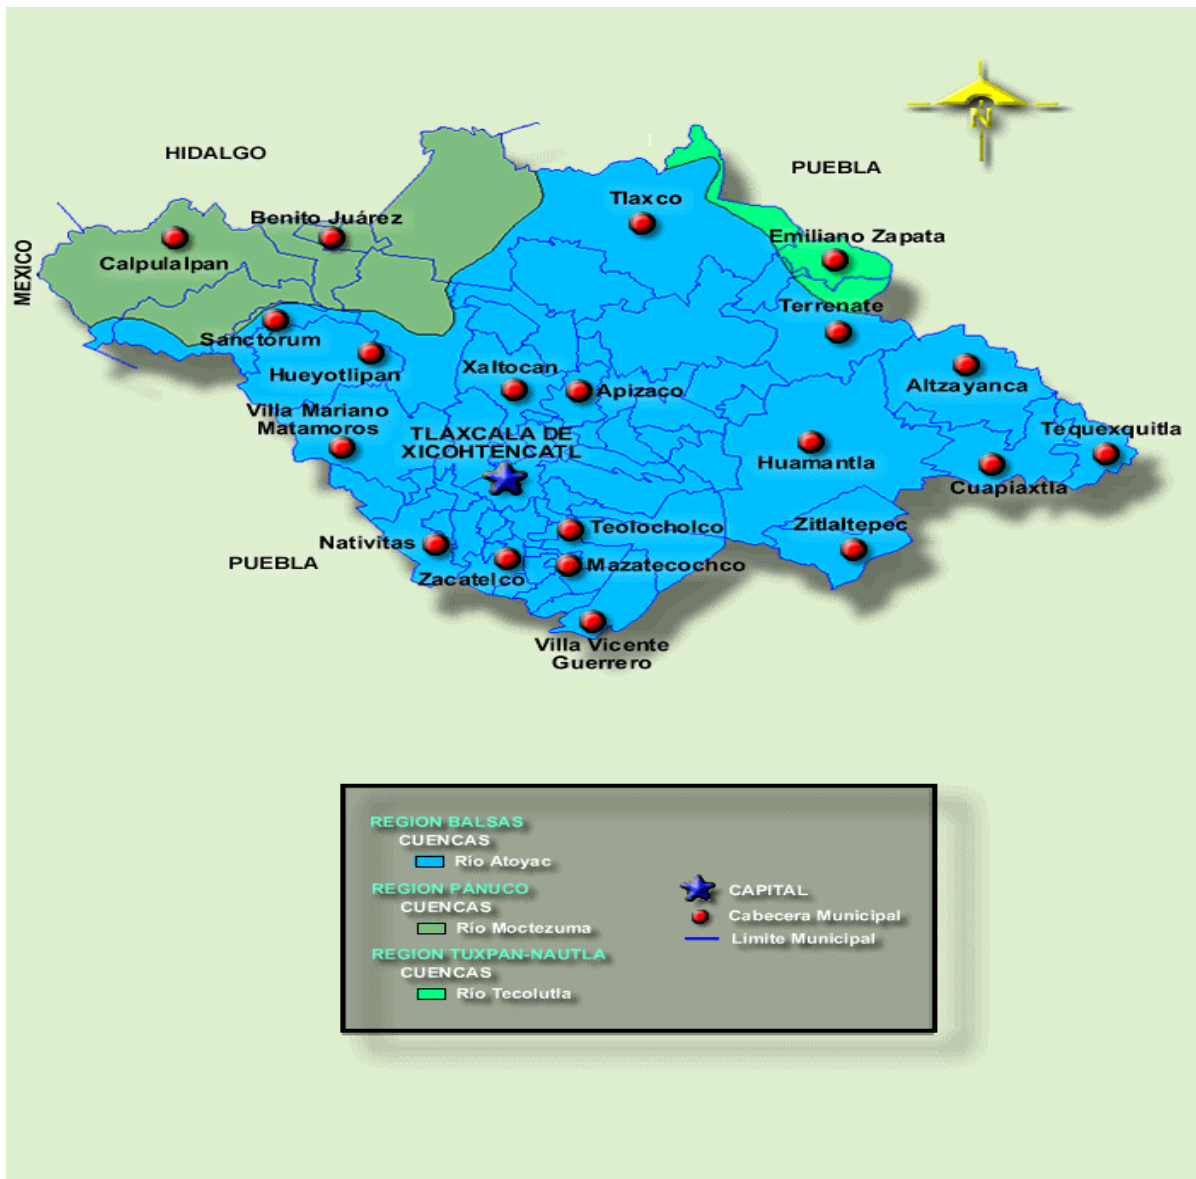 N
HIDALGO
PUEBLA
Tlaxco
Benito Juárez
Emiliano Zapata
MEXICO
Calpulalpan
Terrenate
Sanctórum
Xaltocan
Hueyotlipan
Altzayanca
Apizaco
Villa Mariano
Matamoros
TLAXCALA DE
XICOHTENCATL
Tequexquitla
Huamantla
Cuapiaxtla
Teolocholco
Zitlaltepec
Nativitas
PUEBLA
Zacatelco
Mazatecochco
Villa Vicente
Guerrero
REGION BALSAS
CUENCAS
Río Atoyac
REGION PÁNUCO
CUENCAS
Río Moctezuma
REGION TUXPAN-NAUTLA
CUENCAS
Río Tecolutla
CAPITAL
Cabecera Municipal
Límite Municipal